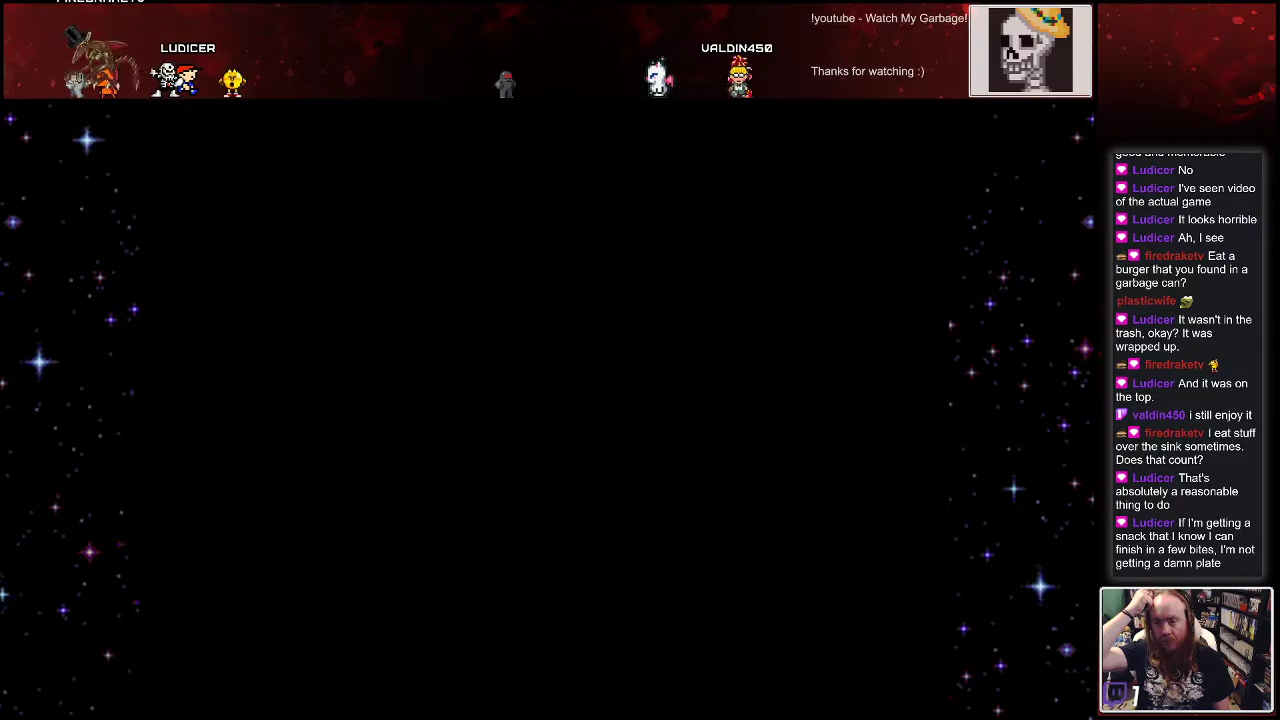 LUDICER
VALDIN450
!youtube - Watch My Garbage!
Thanks for watching :)
good and memorable
Ludicer No
Ludicer I've seen video
of the actual game
Ludicer It looks horrible
Ludicer Ah, I see
firedraketv Eat a
burger that you found in a
garbage can?
plasticwife
Ludicer It wasn't in the
trash, okay? It was
wrapped up.
firedraketv
Ludicer And it was on
the top.
valdin450 i still enjoy it
firedraketv I eat stuff
over the sink sometimes.
Does that count?
Ludicer That's
absolutely a reasonable
thing to do
Ludicer If I'm getting a
snack that I know I can
finish in a few bites, I'm not
getting a damn plate